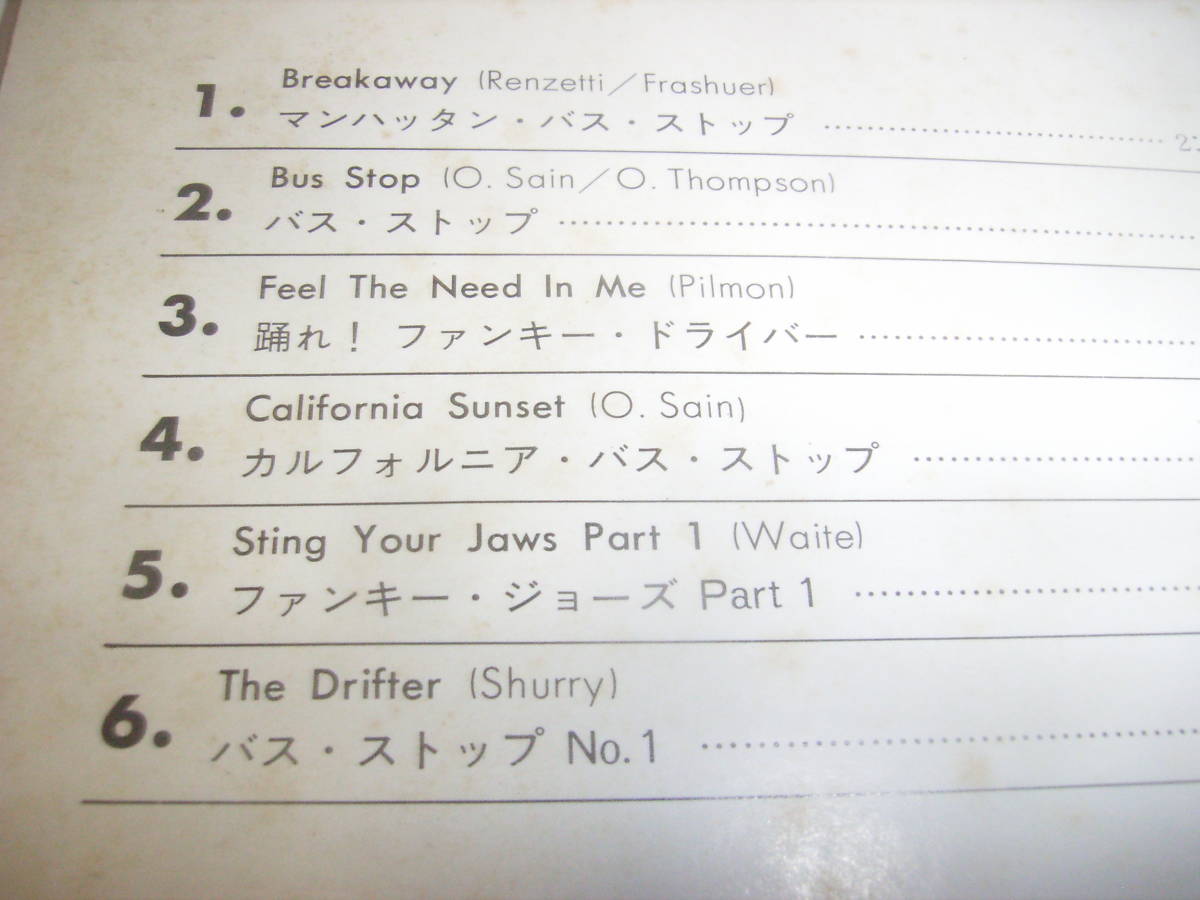 1. Breakaway (Renzetti/Frashuer)
マンハッタン・バス・ストップ
2. Bus Stop (O. Sain/O. Thompson)
バス・ストップ
3. Feel The Need In Me (Pilmon)
踊れ! ファンキー・ドライバー
4. California Sunset (O. Sain)
カルフォルニア・バス・ストップ
5. Sting Your Jaws Part 1 (Waite)
ファンキー・ジョーズ Part 1
6. The Drifter (Shurry)
バス・ストップ No.1